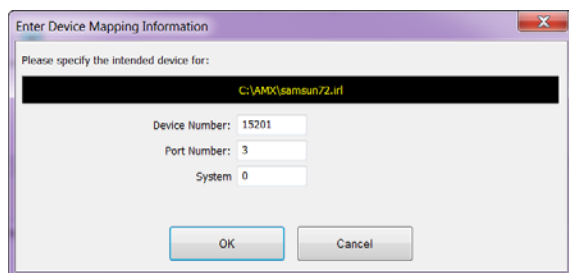 Enter Device Mapping Information
Please specify the intended device for:
C:\AMX\samsun72.irl
Device Number: 15201
Port Number: 3
System 0
OK Cancel